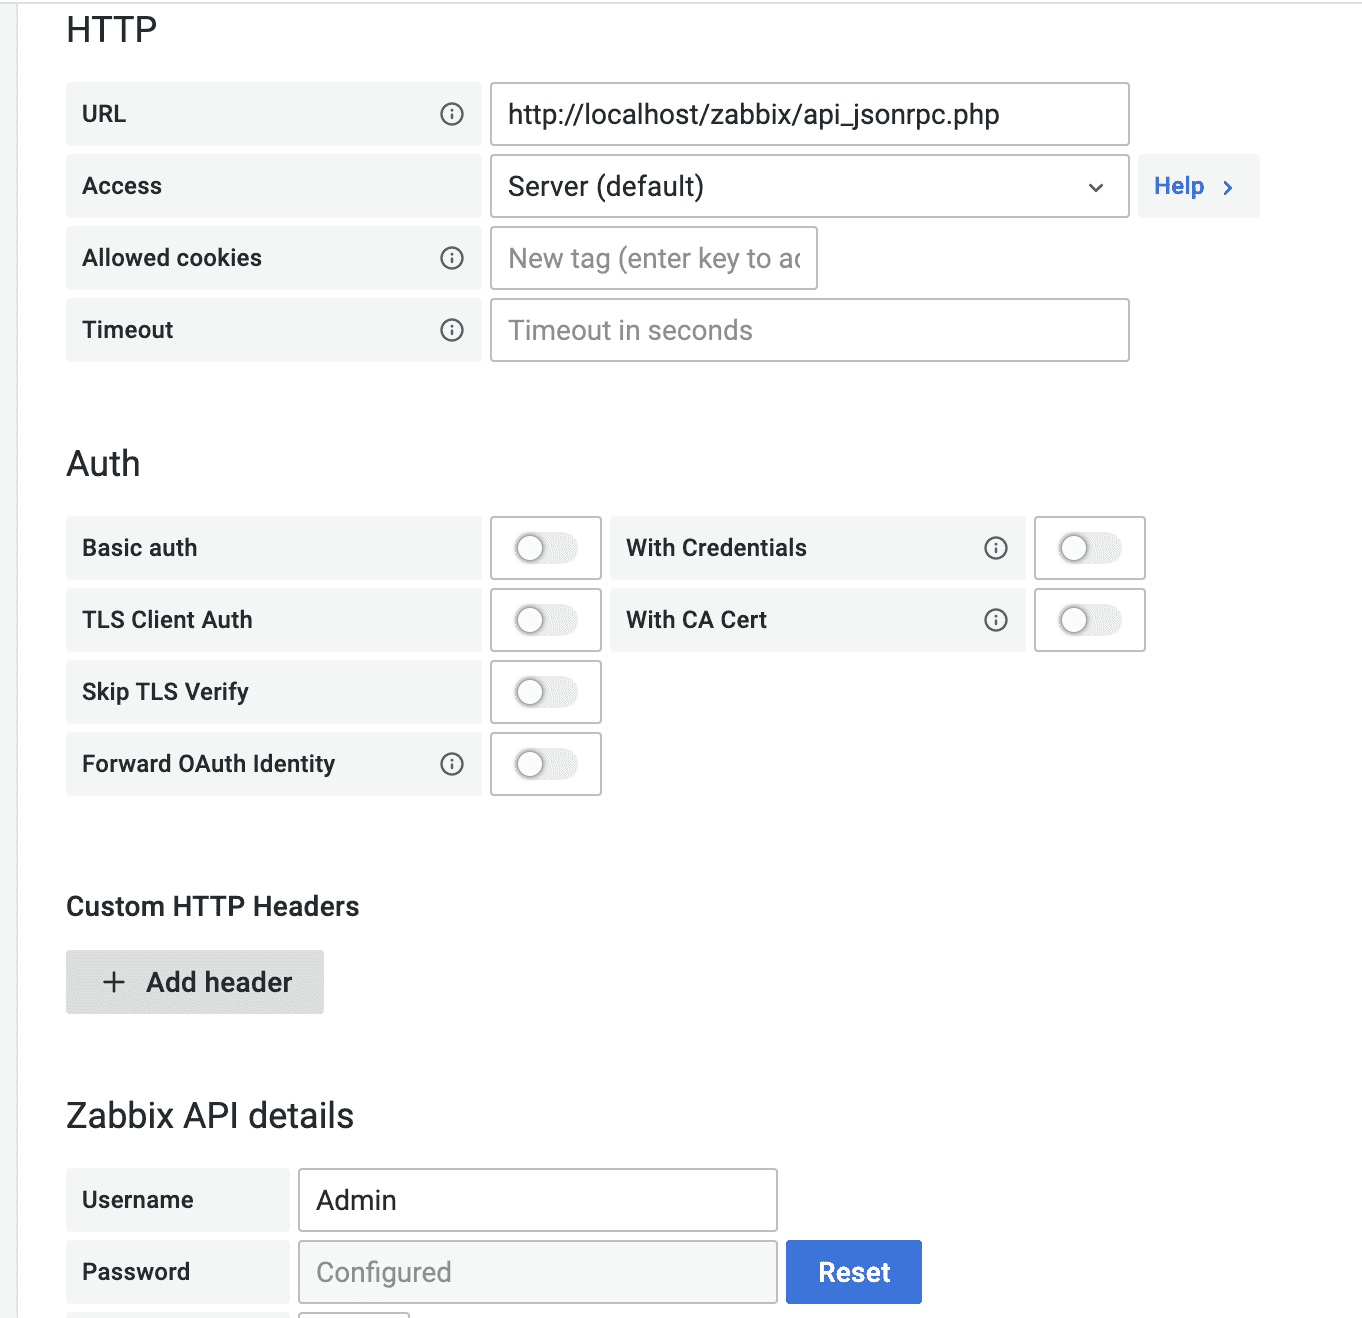 HTTP
URL
http://localhost/zabbix/api_jsonrpc.php
Access
Server (default)
Help
Allowed cookies
New tag (enter key to ac
Timeout
Timeout in seconds
Auth
Basic auth
With Credentials
TLS Client Auth
With CA Cert
Skip TLS Verify
Forward OAuth Identity
Custom HTTP Headers
+ Add header
Zabbix API details
Username
Admin
Password
Configured
Reset